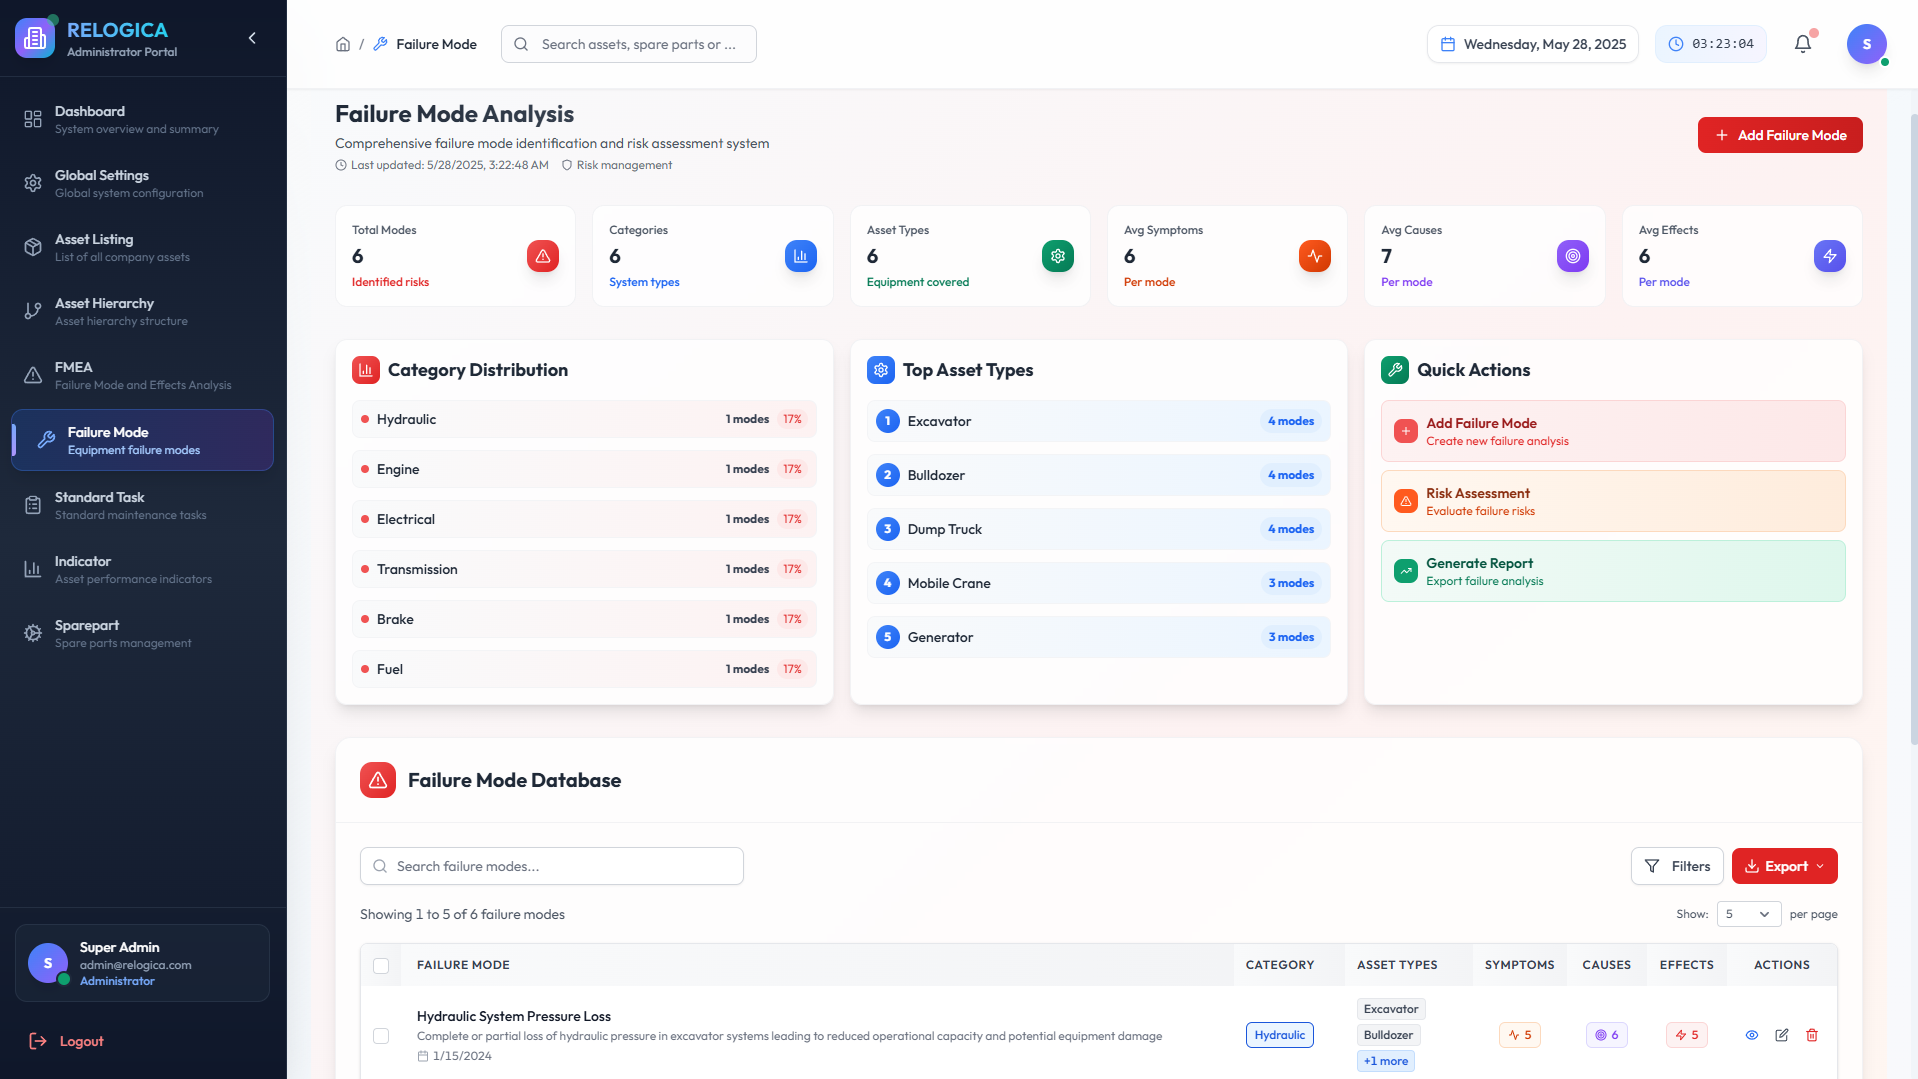 RELOGICA
Administrator Portal
Dashboard
System overview and summary
Global Settings
Global system configuration
Asset Listing
List of all company assets
Asset Hierarchy
Asset hierarchy structure
FMEA
Failure Mode and Effects Analysis
Failure Mode
Equipment failure modes
Standard Task
Standard maintenance tasks
Indicator
Asset performance indicators
Sparepart
Spare parts management
S
Super Admin
admin@relogica.com
Administrator
Logout
/ Failure Mode
Search assets, spare parts or ...
Wednesday, May 28, 2025
03:23:04
S
Failure Mode Analysis
Comprehensive failure mode identification and risk assessment system
Last updated: 5/28/2025, 3:22:48 AM Risk management
Add Failure Mode
Total Modes
6
Identified risks
Categories
6
System types
Asset Types
6
Equipment covered
Avg Symptoms
6
Per mode
Avg Causes
7
Per mode
Avg Effects
6
Per mode
Category Distribution
Hydraulic 1 modes 17%
Engine 1 modes 17%
Electrical 1 modes 17%
Transmission 1 modes 17%
Brake 1 modes 17%
Fuel 1 modes 17%
Top Asset Types
1 Excavator 4 modes
2 Bulldozer 4 modes
3 Dump Truck 4 modes
4 Mobile Crane 3 modes
5 Generator 3 modes
Quick Actions
Add Failure Mode
Create new failure analysis
Risk Assessment
Evaluate failure risks
Generate Report
Export failure analysis
Failure Mode Database
Search failure modes...
Filters
Export
Showing 1 to 5 of 6 failure modes
Show: 5 per page
FAILURE MODE CATEGORY ASSET TYPES SYMPTOMS CAUSES EFFECTS ACTIONS
Hydraulic System Pressure Loss
Complete or partial loss of hydraulic pressure in excavator systems leading to reduced operational capacity and potential equipment damage
1/15/2024
Hydraulic
Excavator
Bulldozer
+1 more
5
6
5